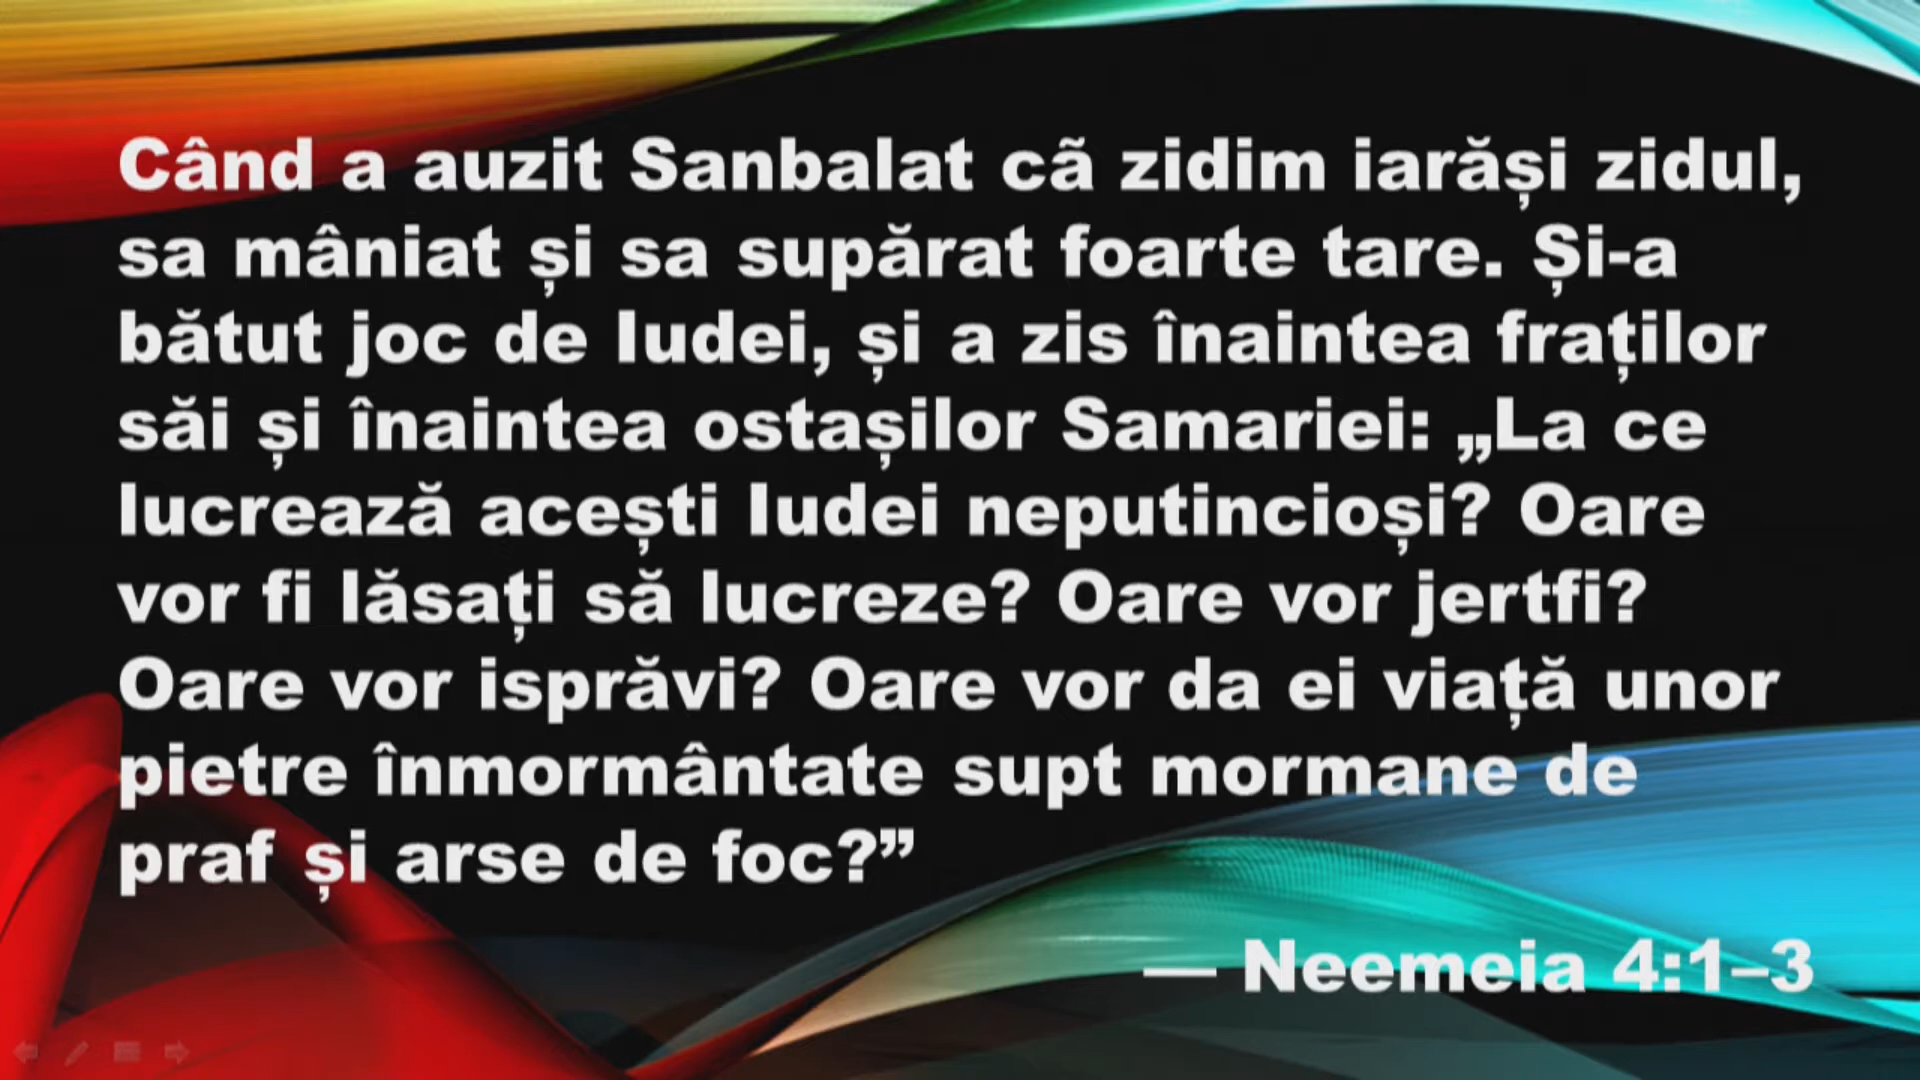 Când a auzit Sanbalat cã zidim iarăși zidul,
sa mâniat și sa supărat foarte tare. Și-a
bătut joc de Iudei, și a zis înaintea fraților
săi și înaintea ostașilor Samariei: „La ce
lucrează acești Iudei neputincioși? Oare
vor fi lăsați să lucreze? Oare vor jertfi?
Oare vor isprăvi? Oare vor da ei viață unor
pietre înmormântate supt mormane de
praf și arse de foc?”
— Neemeia 4:1–3